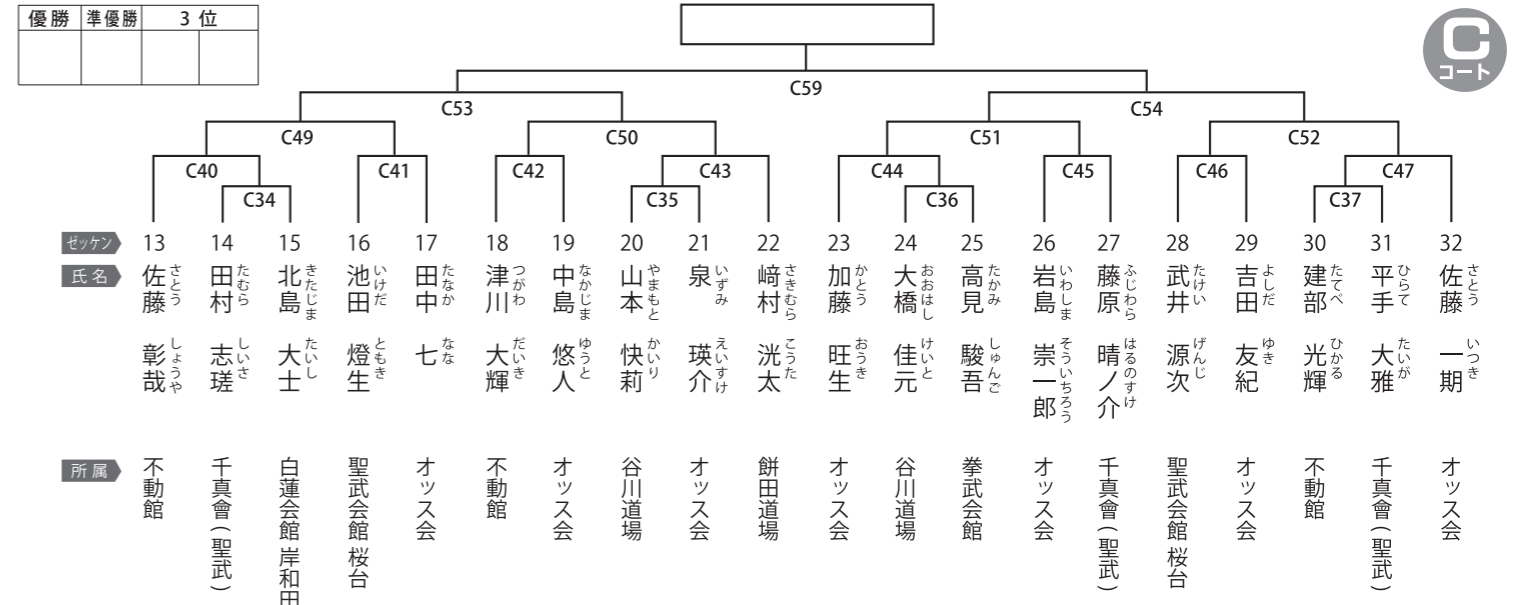 優勝 準優勝 3位
C
コート
C59
C53 C54
C49 C50 C51 C52
C40 C41 C42 C43 C44 C45 C46 C47
C34 C35 C36 C37
ゼッケン 13 14 15 16 17 18 19 20 21 22 23 24 25 26 27 28 29 30 31 32
氏名
佐藤 彰哉 さとう しょうや
田村 志瑳 たむら しいさ
北島 大士 きたじま たいし
池田 燈生 いけだ ともき
田中 七 たなか なな
津川 大輝 つがわ だいき
中島 悠人 なかじま ゆうと
山本 快莉 やまもと かいり
泉 瑛介 いずみ えいすけ
﨑村 洸太 さきむら こうた
加藤 旺生 かとう おうき
大橋 佳元 おおはし けいと
高見 駿吾 たかみ しゅんご
岩島 崇一郎 いわしま そういちろう
藤原 晴ノ介 ふじわら はるのすけ
武井 源次 たけい げんじ
吉田 友紀 よしだ ゆき
建部 光輝 たてべ ひかる
平手 大雅 ひらて たいが
佐藤 一期 さとう いつき
所属
不動館
千真會(聖武)
白蓮会館 岸和田
聖武会館 桜台
オッス会
不動館
オッス会
谷川道場
オッス会
餅田道場
オッス会
谷川道場
拳武会館
オッス会
千真會(聖武)
聖武会館 桜台
オッス会
不動館
千真會(聖武)
オッス会